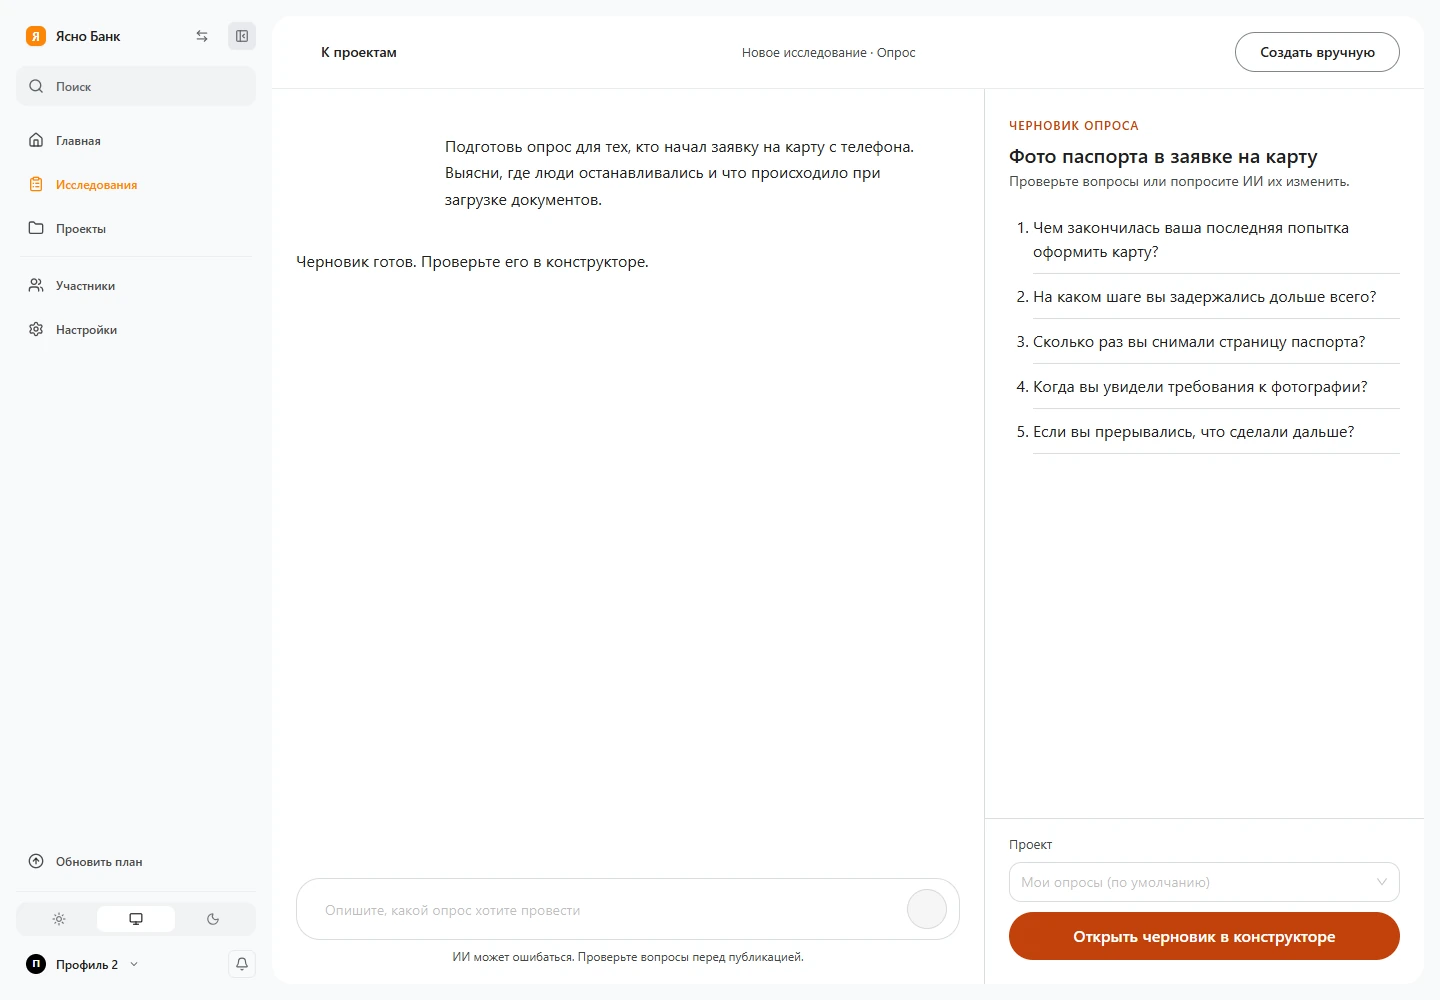 Я Ясно Банк
Поиск
Главная
Исследования
Проекты
Участники
Настройки
Обновить план
П Профиль 2
К проектам
Новое исследование · Опрос
Создать вручную
Подготовь опрос для тех, кто начал заявку на карту с телефона.
Выясни, где люди останавливались и что происходило при
загрузке документов.
Черновик готов. Проверьте его в конструкторе.
Опишите, какой опрос хотите провести
ИИ может ошибаться. Проверьте вопросы перед публикацией.
ЧЕРНОВИК ОПРОСА
Фото паспорта в заявке на карту
Проверьте вопросы или попросите ИИ их изменить.
1. Чем закончилась ваша последняя попытка
оформить карту?
2. На каком шаге вы задержались дольше всего?
3. Сколько раз вы снимали страницу паспорта?
4. Когда вы увидели требования к фотографии?
5. Если вы прерывались, что сделали дальше?
Проект
Мои опросы (по умолчанию)
Открыть черновик в конструкторе